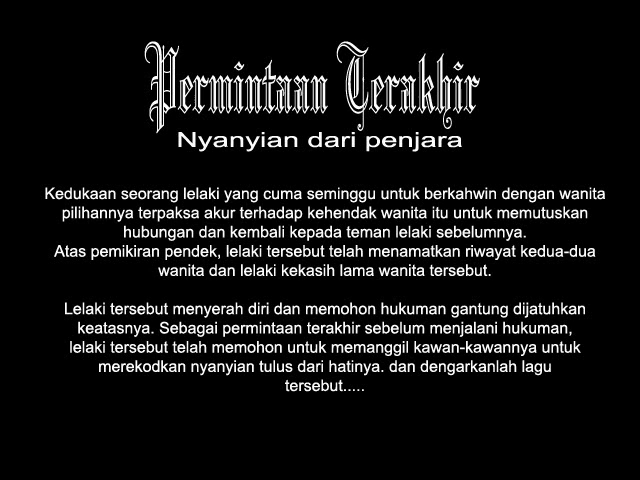 Permintaan Terakhir
Nyanyian dari penjara
Kedukaan seorang lelaki yang cuma seminggu untuk berkahwin dengan wanita
pilihannya terpaksa akur terhadap kehendak wanita itu untuk memutuskan
hubungan dan kembali kepada teman lelaki sebelumnya.
Atas pemikiran pendek, lelaki tersebut telah menamatkan riwayat kedua-dua
wanita dan lelaki kekasih lama wanita tersebut.
Lelaki tersebut menyerah diri dan memohon hukuman gantung dijatuhkan
keatasnya. Sebagai permintaan terakhir sebelum menjalani hukuman,
lelaki tersebut telah memohon untuk memanggil kawan-kawannya untuk
merekodkan nyanyian tulus dari hatinya. dan dengarkanlah lagu
tersebut.....